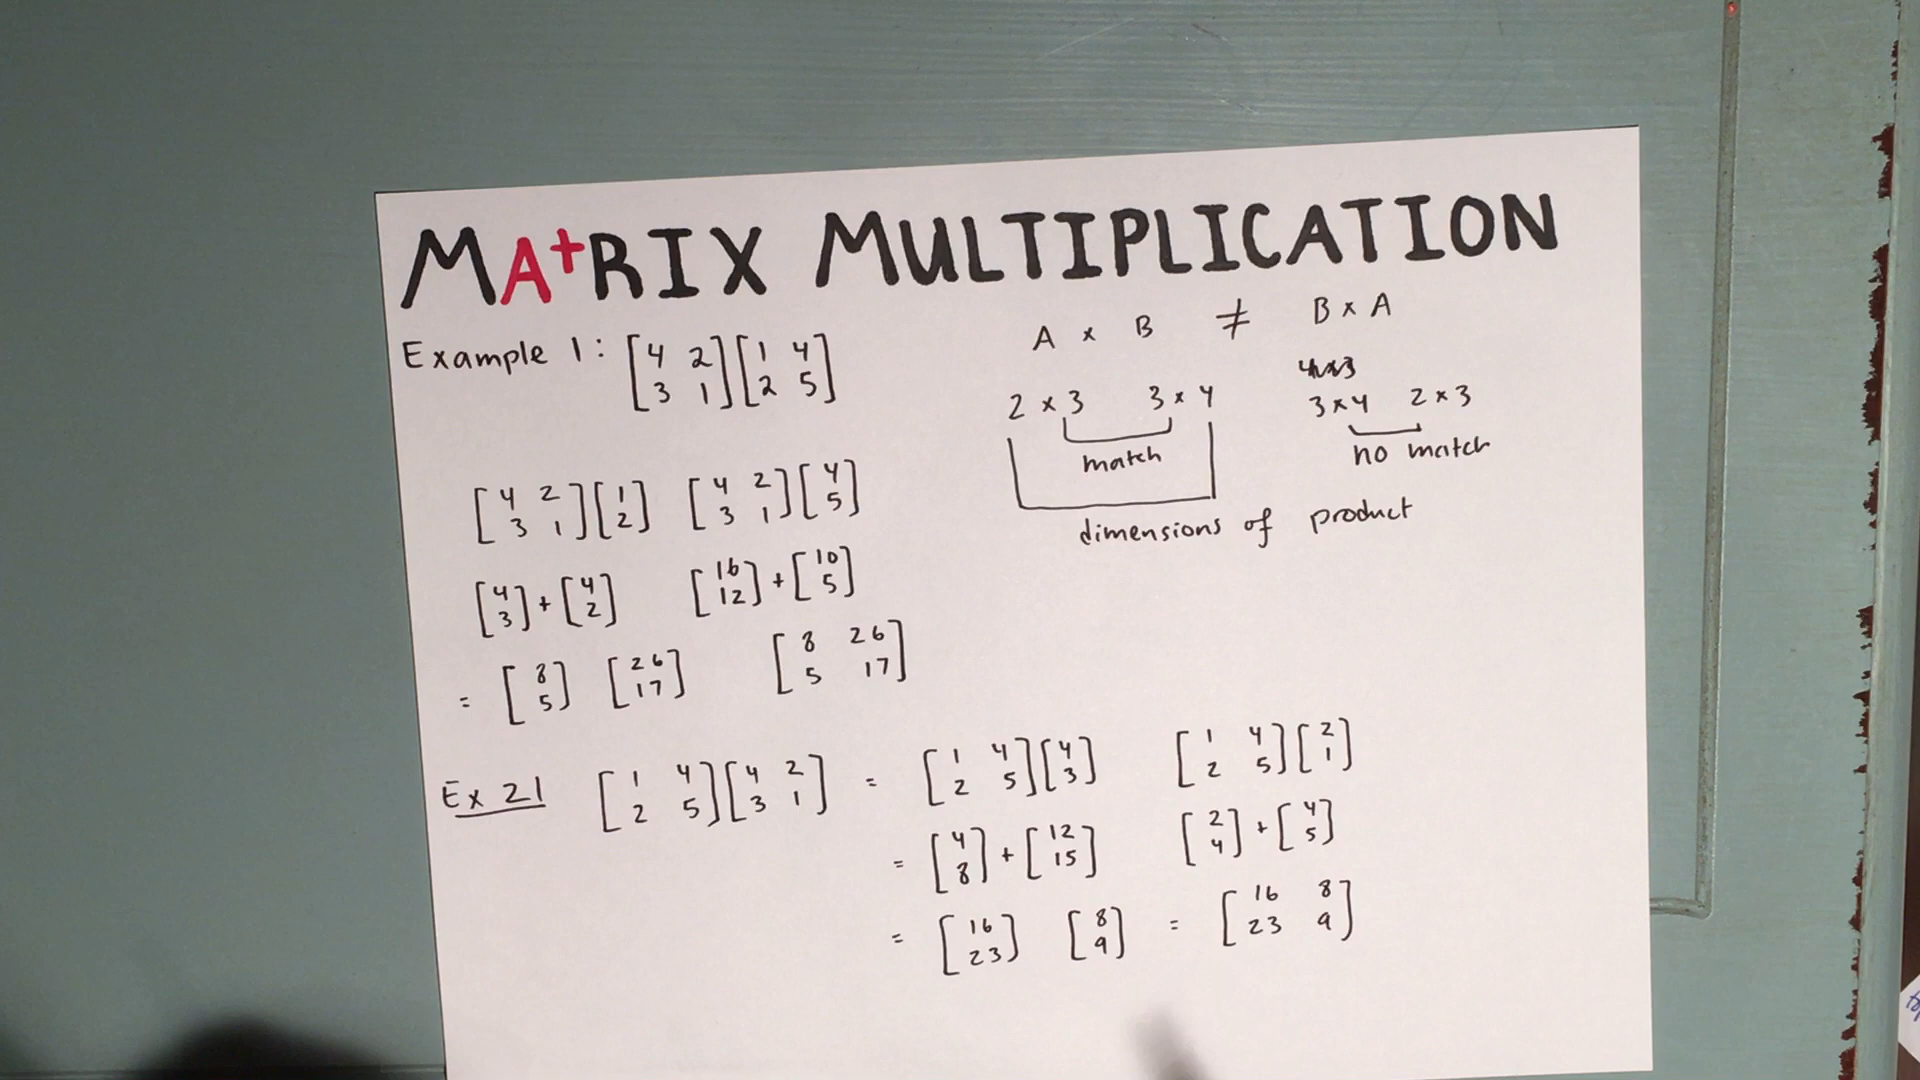 MA+RIX MULTIPLICATION
Example 1: [4 2 [1 4
3 1] 2 5]
A × B ≠ B × A
2 × 3 3 × 4
match
dimensions of product
3 × 4 2 × 3
no match
[4 2 [1 [4 2 [4
3 1] 2] 3 1] 5]
[4 + [4 [16 + [10
3] 2] 12] 5]
= [8 [26 [8 26
5] 17] 5 17]
Ex 2 [1 4 [4 2 = [1 4 [4 [1 4 [2
2 5] 3 1] 2 5] 3] 2 5] 1]
= [4 + [12 [2 + [4
8] 15] 4] 5]
= [16 [8 = [16 8
23] 9] 23 9]